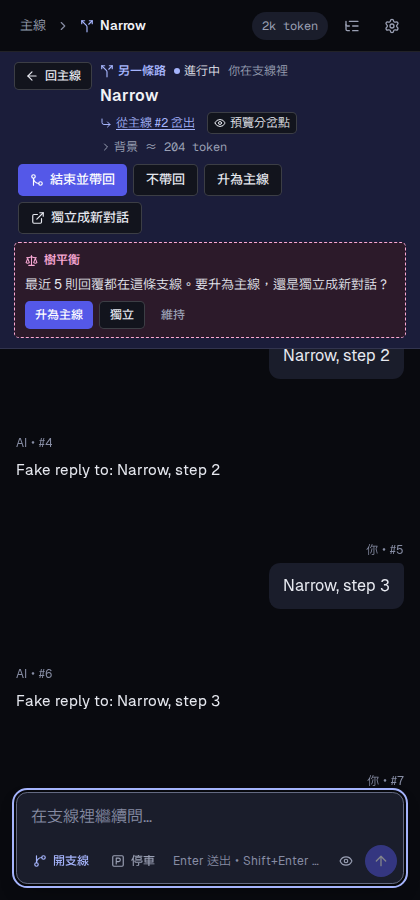 主線 > Narrow 2k token
回主線 另一條路 進行中 你在支線裡
Narrow
從主線 #2 岔出 預覽分岔點
背景 ≈ 204 token
結束並帶回 不帶回 升為主線
獨立成新對話
樹平衡
最近 5 則回覆都在這條支線。要升為主線，還是獨立成新對話？
升為主線 獨立 維持
Narrow, step 2
AI • #4
Fake reply to: Narrow, step 2
你 • #5
Narrow, step 3
AI • #6
Fake reply to: Narrow, step 3
你 • #7
在支線裡繼續問…
開支線 停車 Enter 送出 • Shift+Enter …